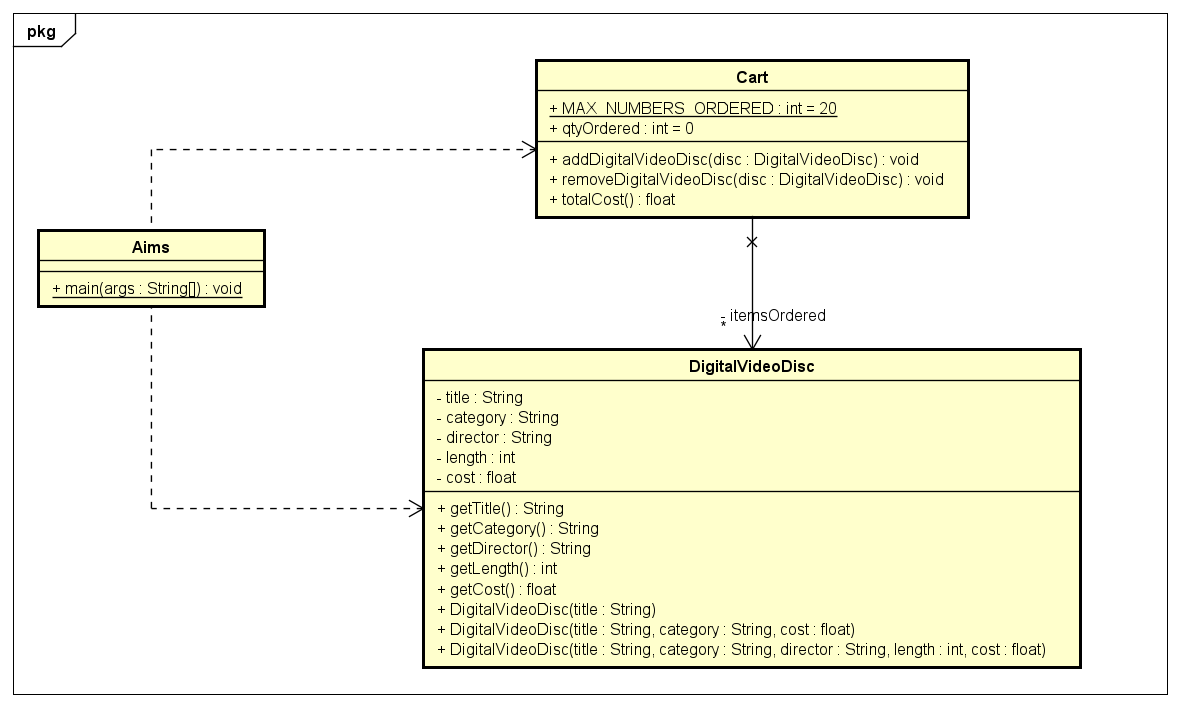 pkg
Cart
+ MAX_NUMBERS_ORDERED : int = 20
+ qtyOrdered : int = 0
+ addDigitalVideoDisc(disc : DigitalVideoDisc) : void
+ removeDigitalVideoDisc(disc : DigitalVideoDisc) : void
+ totalCost() : float
Aims
+ main(args : String[]) : void
- itemsOrdered
*
DigitalVideoDisc
- title : String
- category : String
- director : String
- length : int
- cost : float
+ getTitle() : String
+ getCategory() : String
+ getDirector() : String
+ getLength() : int
+ getCost() : float
+ DigitalVideoDisc(title : String)
+ DigitalVideoDisc(title : String, category : String, cost : float)
+ DigitalVideoDisc(title : String, category : String, director : String, length : int, cost : float)